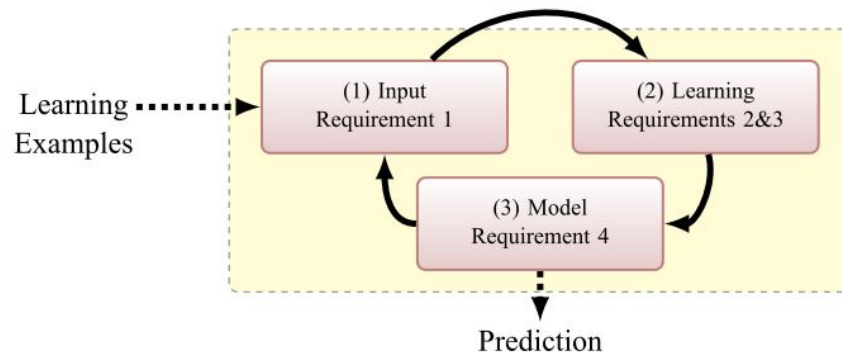 Learning
Examples
(1) Input
Requirement 1
(2) Learning
Requirements 2&3
(3) Model
Requirement 4
Prediction